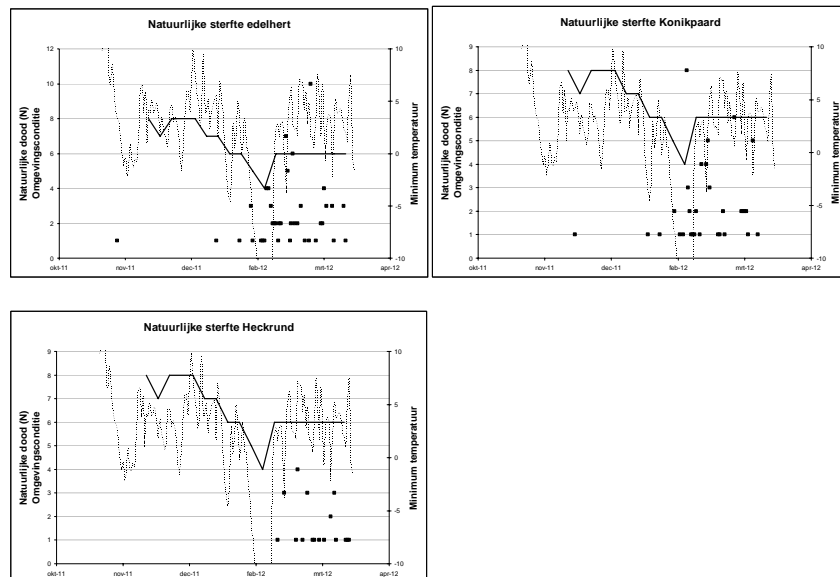 Natuurlijke sterfte edelhert
Natuurlijke dood (N)
Omgevingsconditie
12
10
8
6
4
2
0
10
5
0
-5
-10
Minimum temperatuur
okt-11 nov-11 dec-11 feb-12 mrt-12 apr-12
Natuurlijke sterfte Konikpaard
Natuurlijke dood (N)
Omgevingsconditie
9
8
7
6
5
4
3
2
1
0
10
5
0
-5
-10
Minimum temperatuur
okt-11 nov-11 dec-11 feb-12 mrt-12 apr-12
Natuurlijke sterfte Heckrund
Natuurlijke dood (N)
Omgevingsconditie
9
8
7
6
5
4
3
2
1
0
10
5
0
-5
-10
Minimum temperatuur
okt-11 nov-11 dec-11 feb-12 mrt-12 apr-12